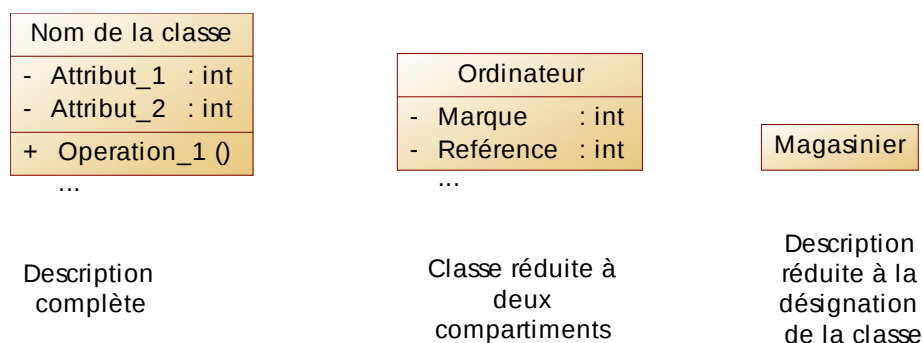 Nom de la classe
- Attribut_1 : int
- Attribut_2 : int
+ Operation_1 ()
...
Description
complète
Ordinateur
- Marque : int
- Reférence : int
...
Classe réduite à
deux
compartiments
Magasinier
Description
réduite à la
désignation
de la classe